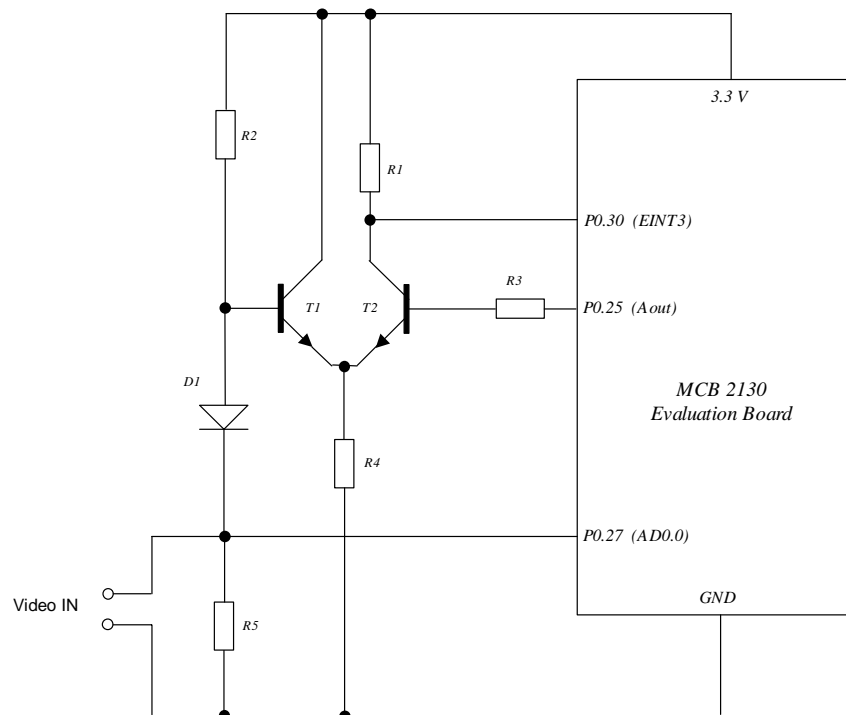 3.3 V
R2
R1
P0.30 (EINT3)
R3
T1
T2
P0.25 (Aout)
D1
MCB 2130
Evaluation Board
R4
P0.27 (AD0.0)
Video IN
GND
R5